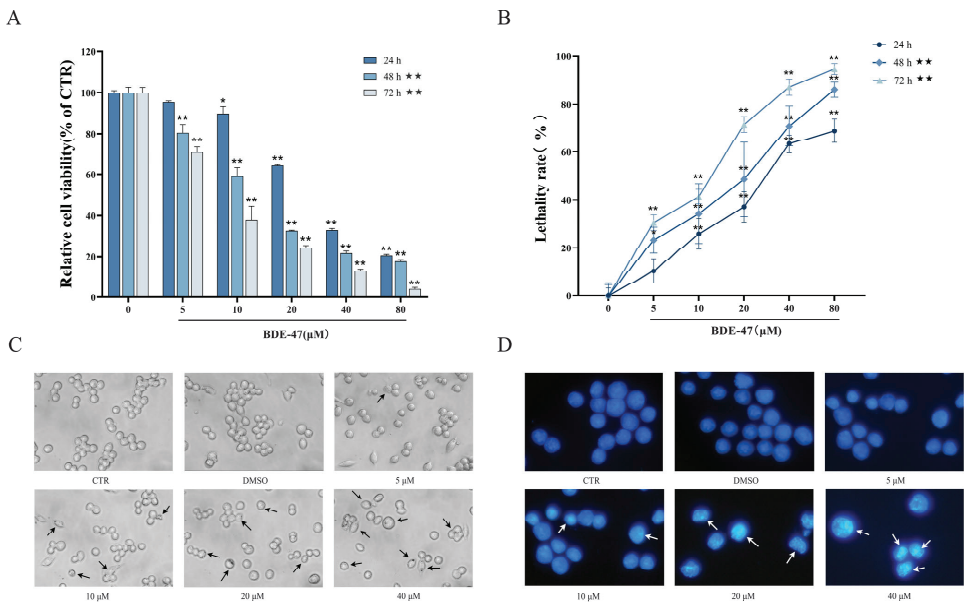 A
Relative cell viability(% of CTR)
120
100
80
60
40
20
0
24 h
48 h ★★
72 h ★★
*
**
**
**
**
**
**
**
**
**
**
**
**
**
**
0
5
10
20
40
80
BDE-47(μM)
B
Lethality rate( % )
100
80
60
40
20
0
24 h
48 h ★★
72 h ★★
**
*
**
**
**
**
**
**
**
**
**
**
**
**
0
5
10
20
40
80
BDE-47(μM)
C
CTR
DMSO
5 μM
10 μM
20 μM
40 μM
D
CTR
DMSO
5 μM
10 μM
20 μM
40 μM